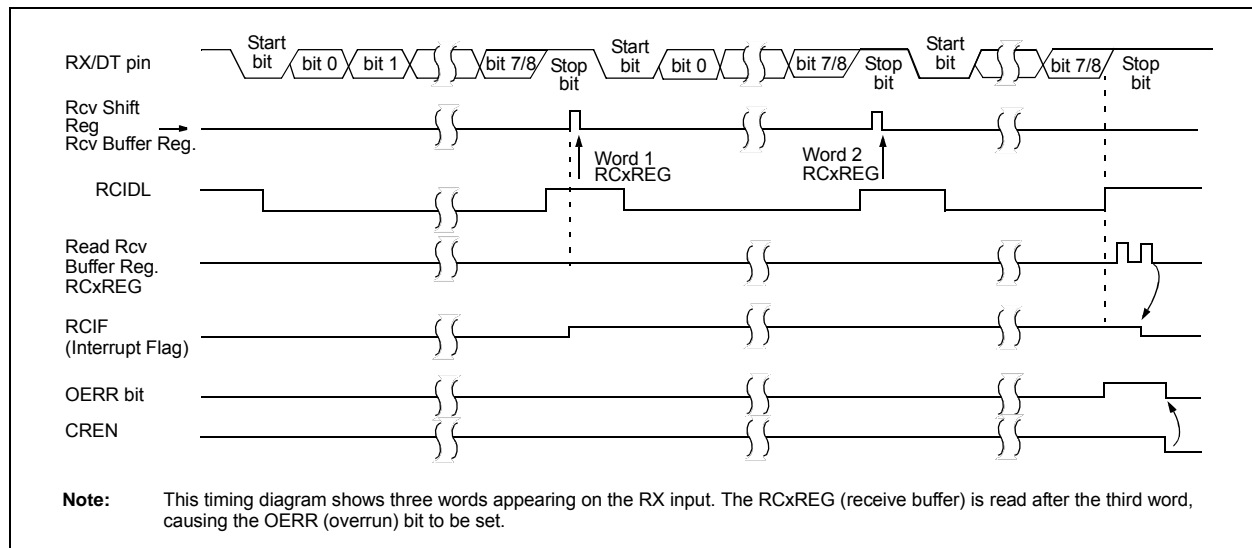 RX/DT pin
Start bit
bit 0
bit 1
bit 7/8
Stop bit
Start bit
bit 0
bit 7/8
Stop bit
Start bit
bit 7/8
Stop bit
Rcv Shift
Reg
Rcv Buffer Reg.
Word 1
RCxREG
Word 2
RCxREG
RCIDL
Read Rcv
Buffer Reg.
RCxREG
RCIF
(Interrupt Flag)
OERR bit
CREN
Note: This timing diagram shows three words appearing on the RX input. The RCxREG (receive buffer) is read after the third word,
causing the OERR (overrun) bit to be set.